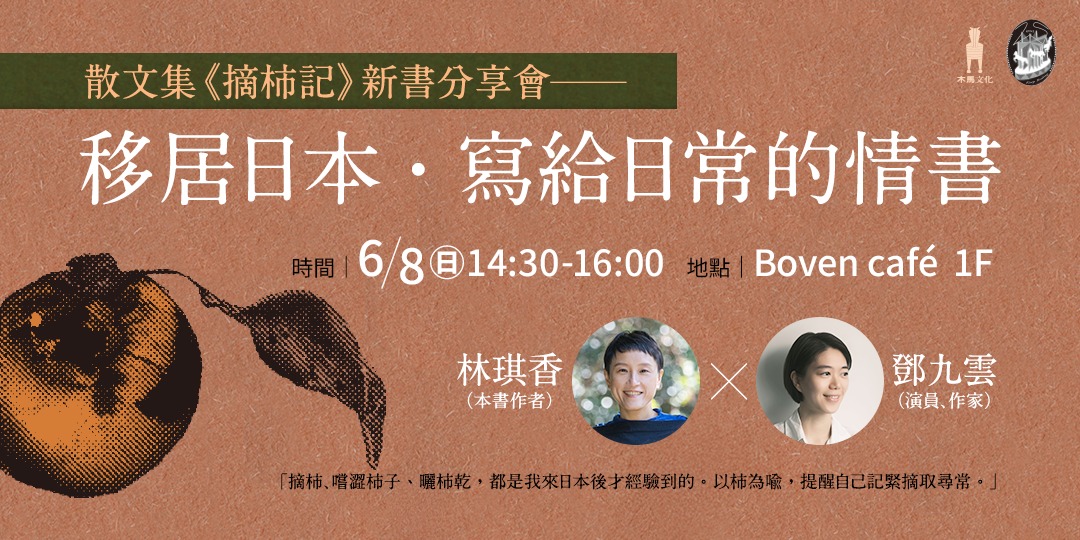 散文集《摘柿記》新書分享會——
移居日本・寫給日常的情書
時間｜6/8㊐14:30-16:00 地點｜Boven café 1F
林琪香
（本書作者）
鄧九雲
（演員、作家）
「摘柿、嚐澀柿子、曬柿乾，都是我來日本後才經驗到的。以柿為喻，提醒自己記緊摘取尋常。」
木馬文化